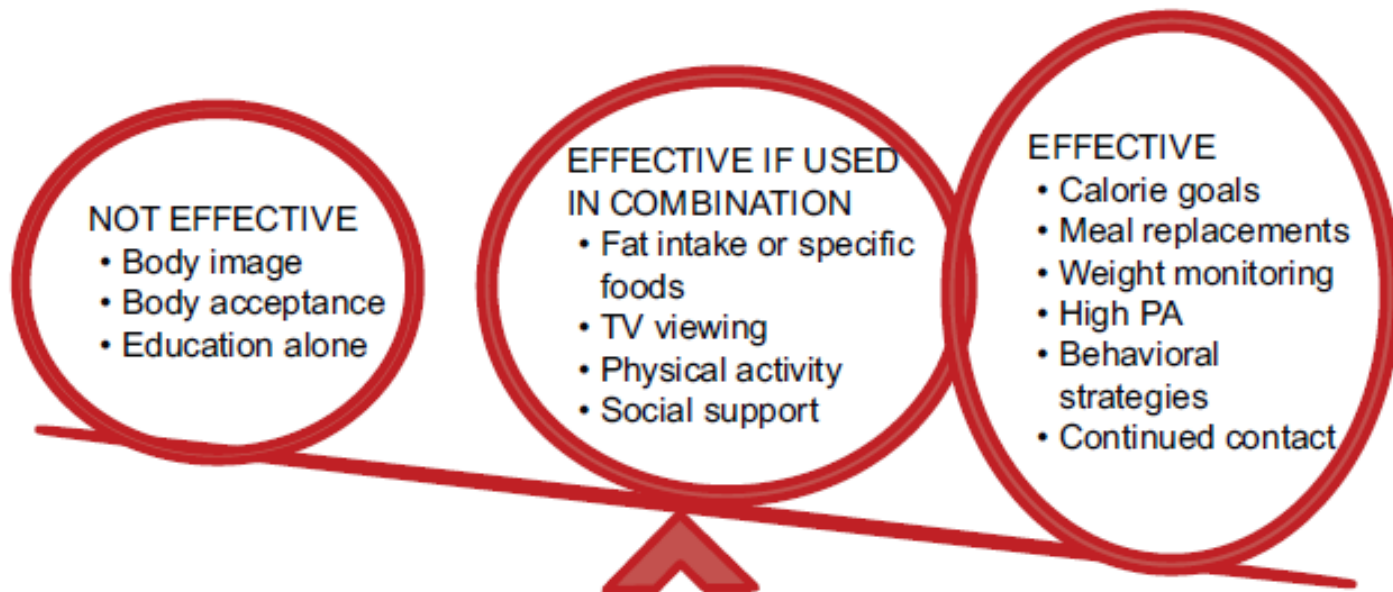 NOT EFFECTIVE
• Body image
• Body acceptance
• Education alone
EFFECTIVE IF USED
IN COMBINATION
• Fat intake or specific
foods
• TV viewing
• Physical activity
• Social support
EFFECTIVE
• Calorie goals
• Meal replacements
• Weight monitoring
• High PA
• Behavioral
strategies
• Continued contact